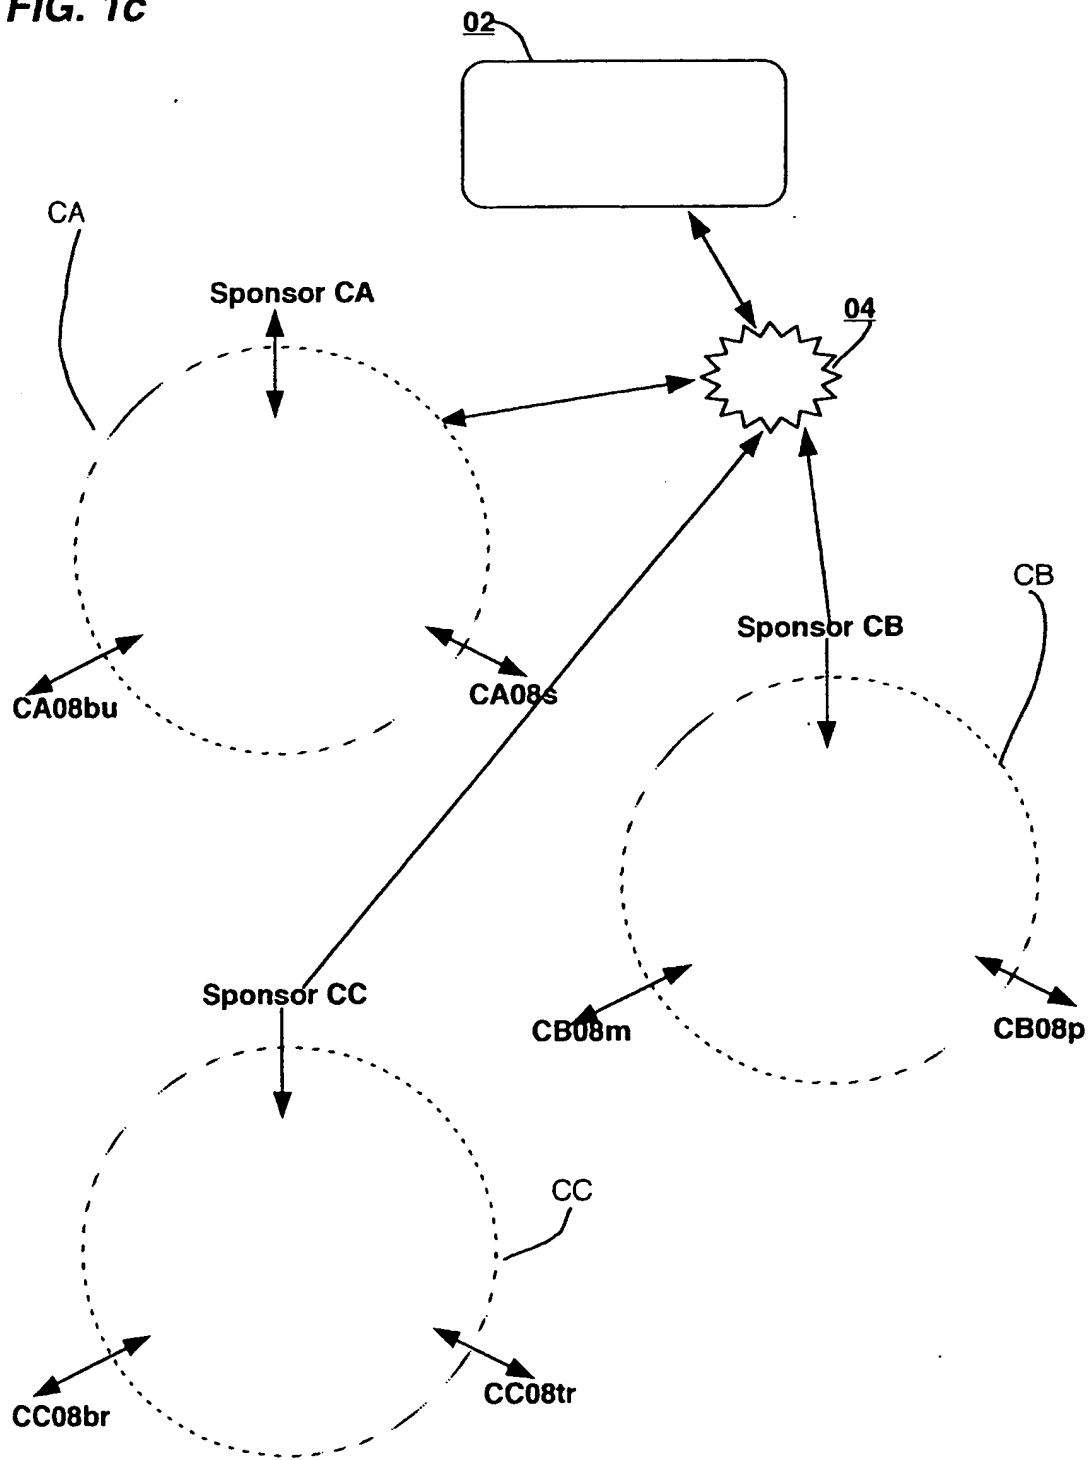 FIG. 1c
02
CA
Sponsor CA
04
CB
Sponsor CB
CA08bu
CA08s
Sponsor CC
CB08m
CB08p
CC
CC08br
CC08tr